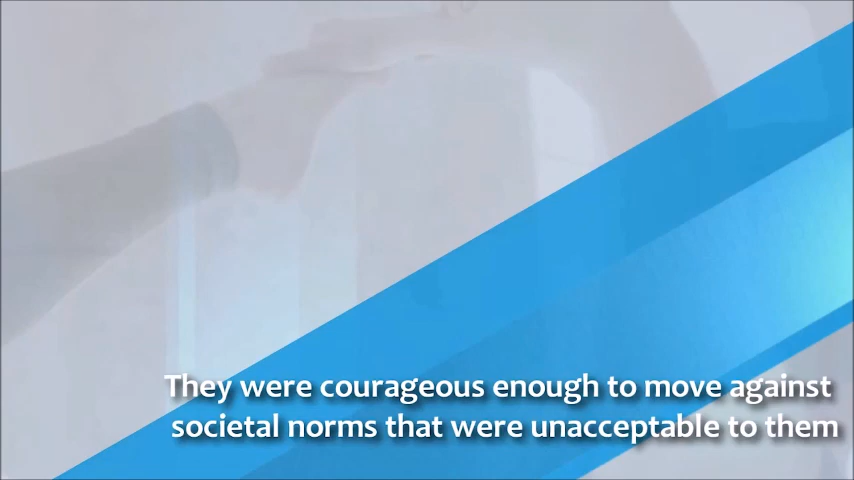 They were courageous enough to move against
societal norms that were unacceptable to them